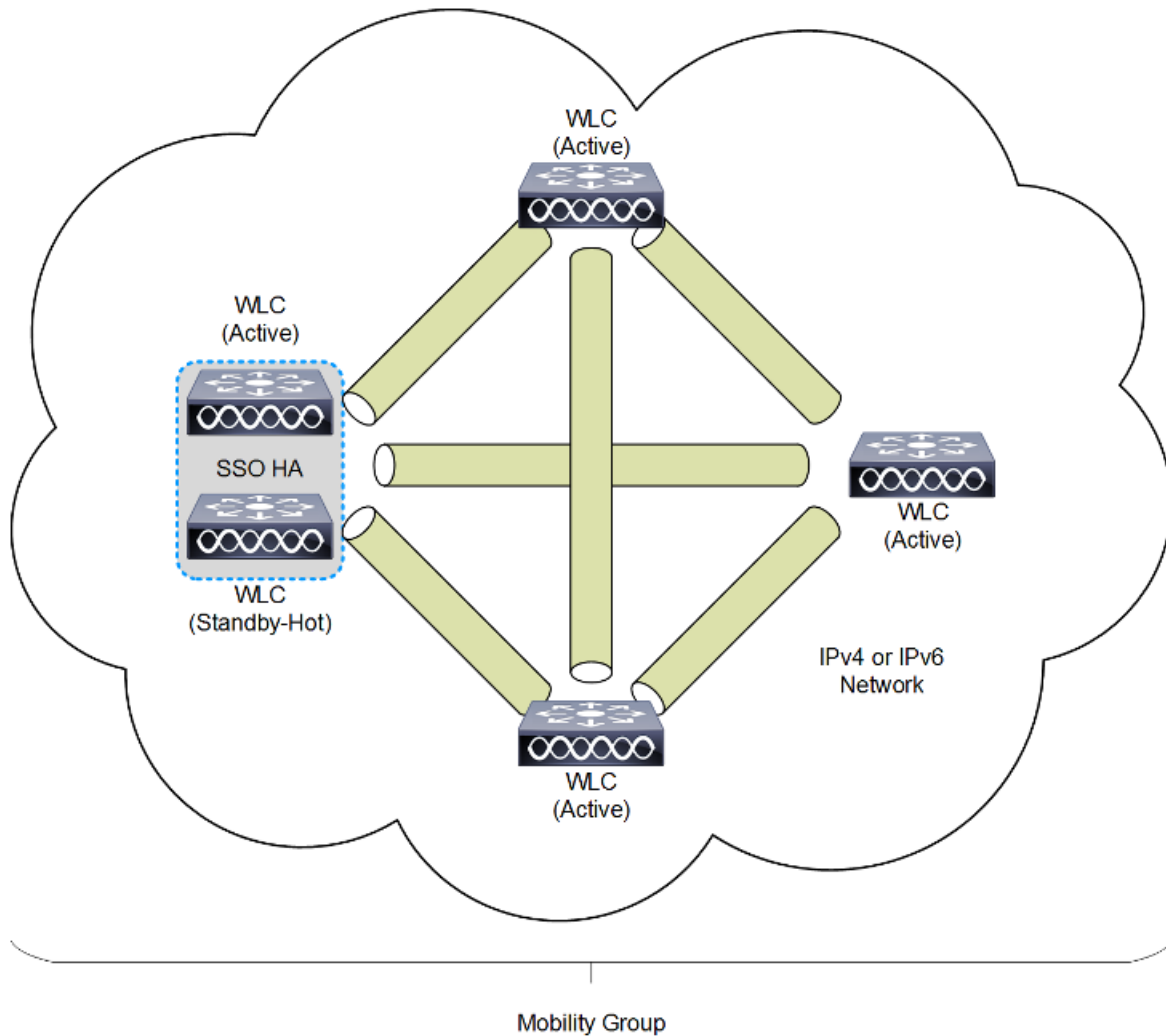 WLC
(Active)
WLC
(Active)
SSO HA
WLC
(Standby-Hot)
WLC
(Active)
IPv4 or IPv6
Network
WLC
(Active)
Mobility Group